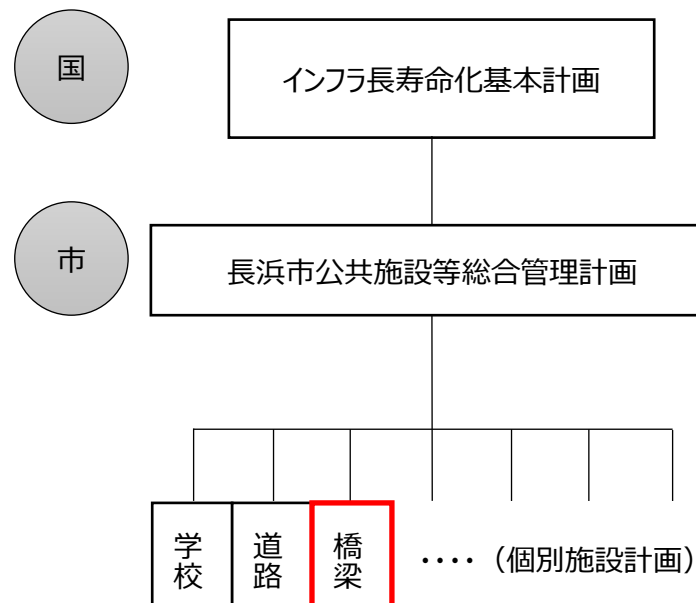 国
インフラ長寿命化基本計画
市
長浜市公共施設等総合管理計画
学校
道路
橋梁
････（個別施設計画）